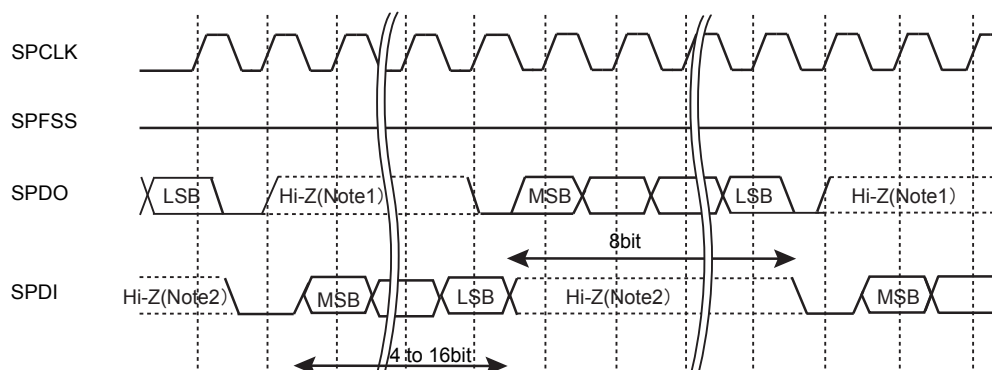 SPCLK
SPFSS
SPDO
LSB
Hi-Z(Note1)
MSB
LSB
Hi-Z(Note1)
8bit
SPDI
Hi-Z(Note2)
MSB
LSB
Hi-Z(Note2)
MSB
4 to 16bit